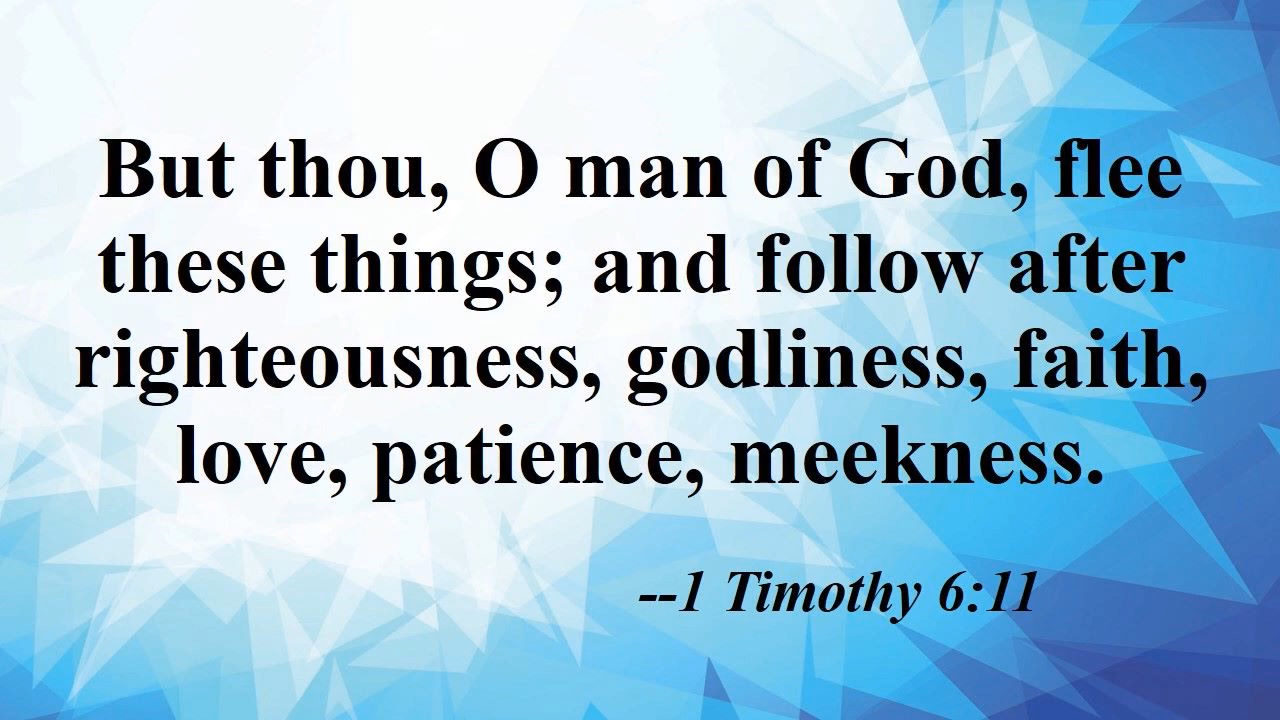 But thou, O man of God, flee
these things; and follow after
righteousness, godliness, faith,
love, patience, meekness.
--1 Timothy 6:11